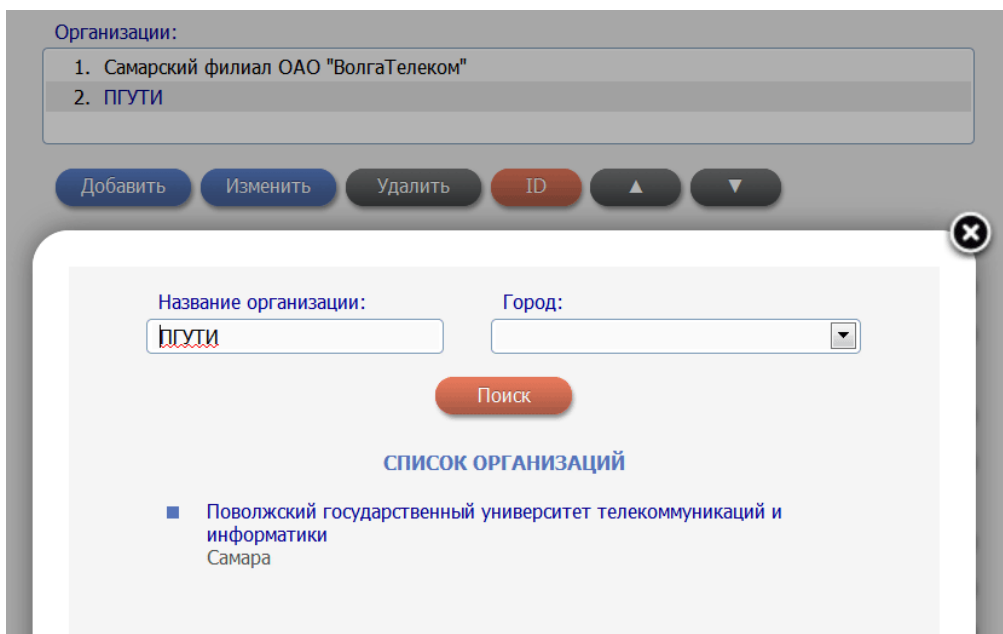 Организации:
1. Самарский филиал ОАО "ВолгаТелеком"
2. ПГУТИ
Добавить Изменить Удалить ID ▲ ▼
Название организации: Город:
ПГУТИ
Поиск
СПИСОК ОРГАНИЗАЦИЙ
Поволжский государственный университет телекоммуникаций и
информатики
Самара